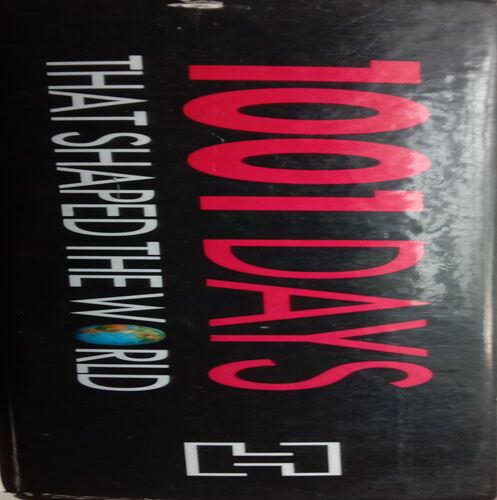 1001 DAYS
THAT SHAPED THE WORLD